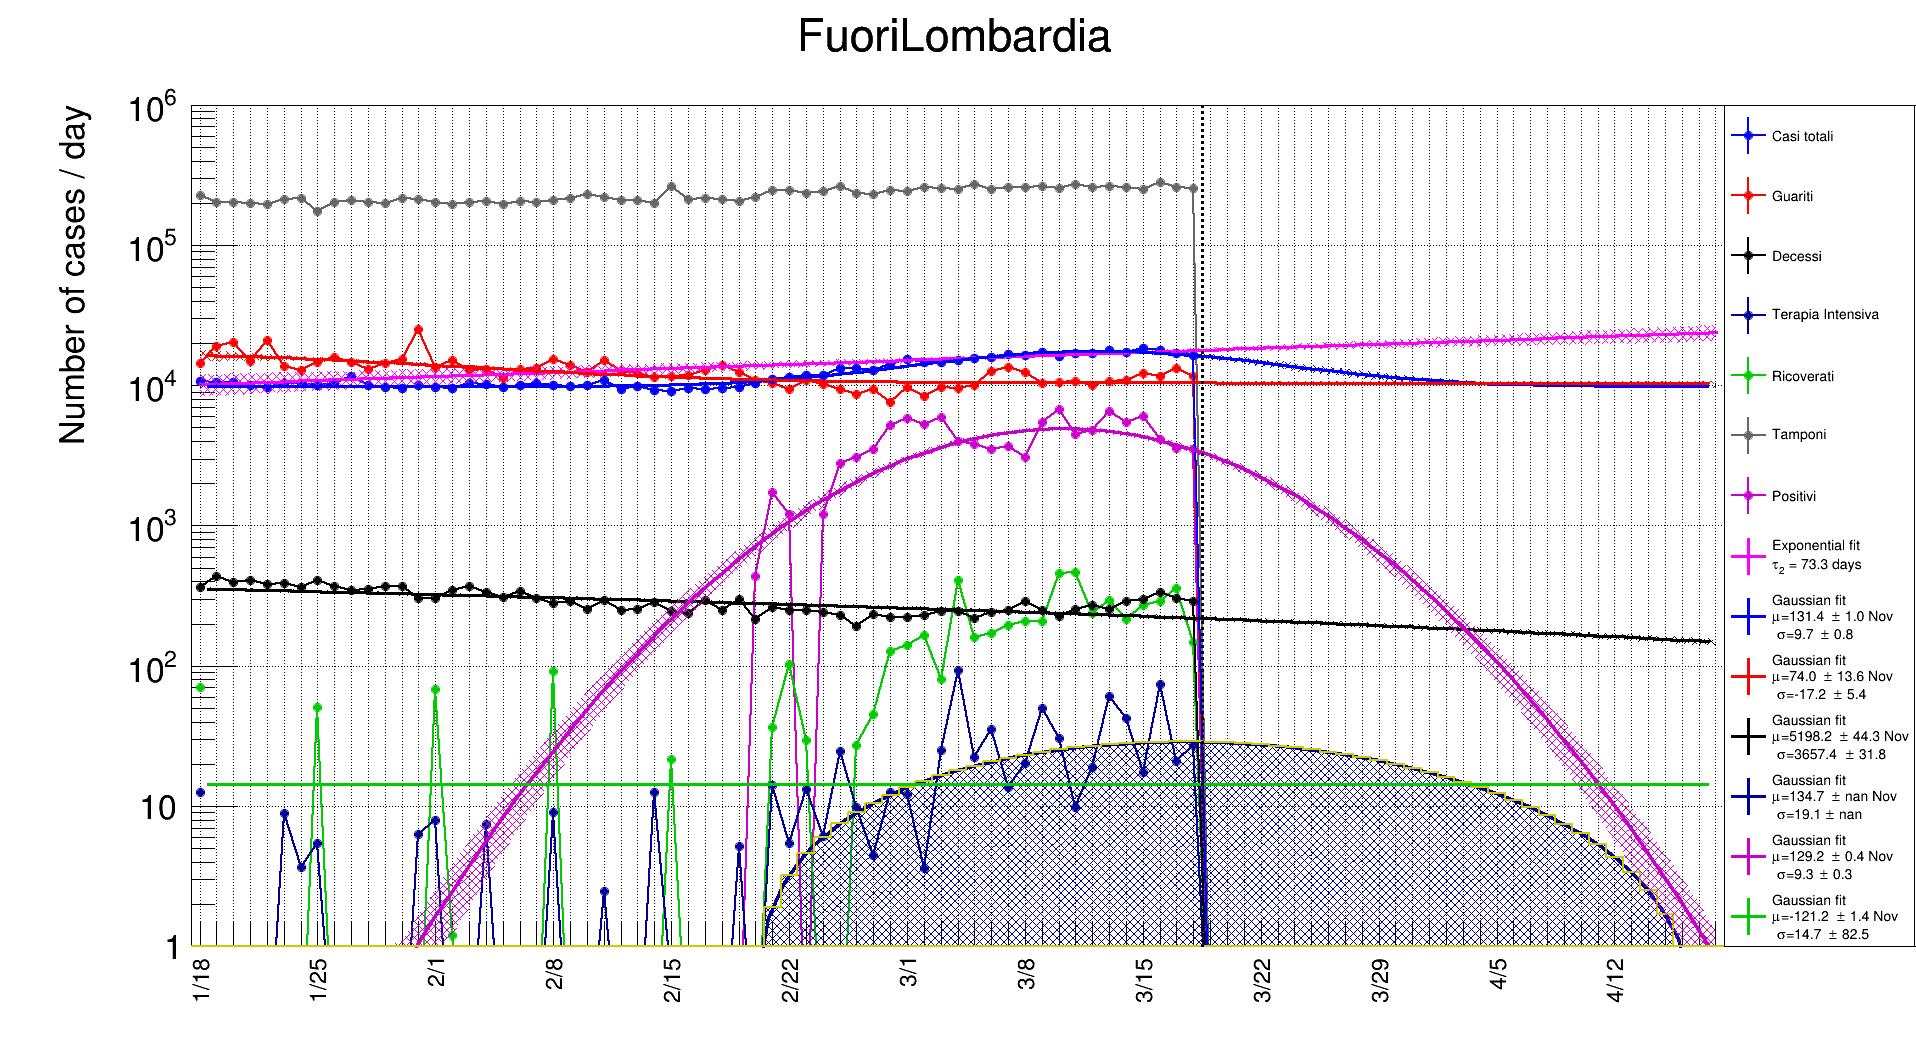 FuoriLombardia
Number of cases / day
10^6
10^5
10^4
10^3
10^2
10
1
1/18
1/25
2/1
2/8
2/15
2/22
3/1
3/8
3/15
3/22
3/29
4/5
4/12
Casi totali
Guariti
Decessi
Terapia Intensiva
Ricoverati
Tamponi
Positivi
Exponential fit
τ_2 = 73.3 days
Gaussian fit
μ=131.4 ± 1.0 Nov
σ=9.7 ± 0.8
Gaussian fit
μ=74.0 ± 13.6 Nov
σ=-17.2 ± 5.4
Gaussian fit
μ=5198.2 ± 44.3 Nov
σ=3657.4 ± 31.8
Gaussian fit
μ=134.7 ± nan Nov
σ=19.1 ± nan
Gaussian fit
μ=129.2 ± 0.4 Nov
σ=9.3 ± 0.3
Gaussian fit
μ=-121.2 ± 1.4 Nov
σ=14.7 ± 82.5